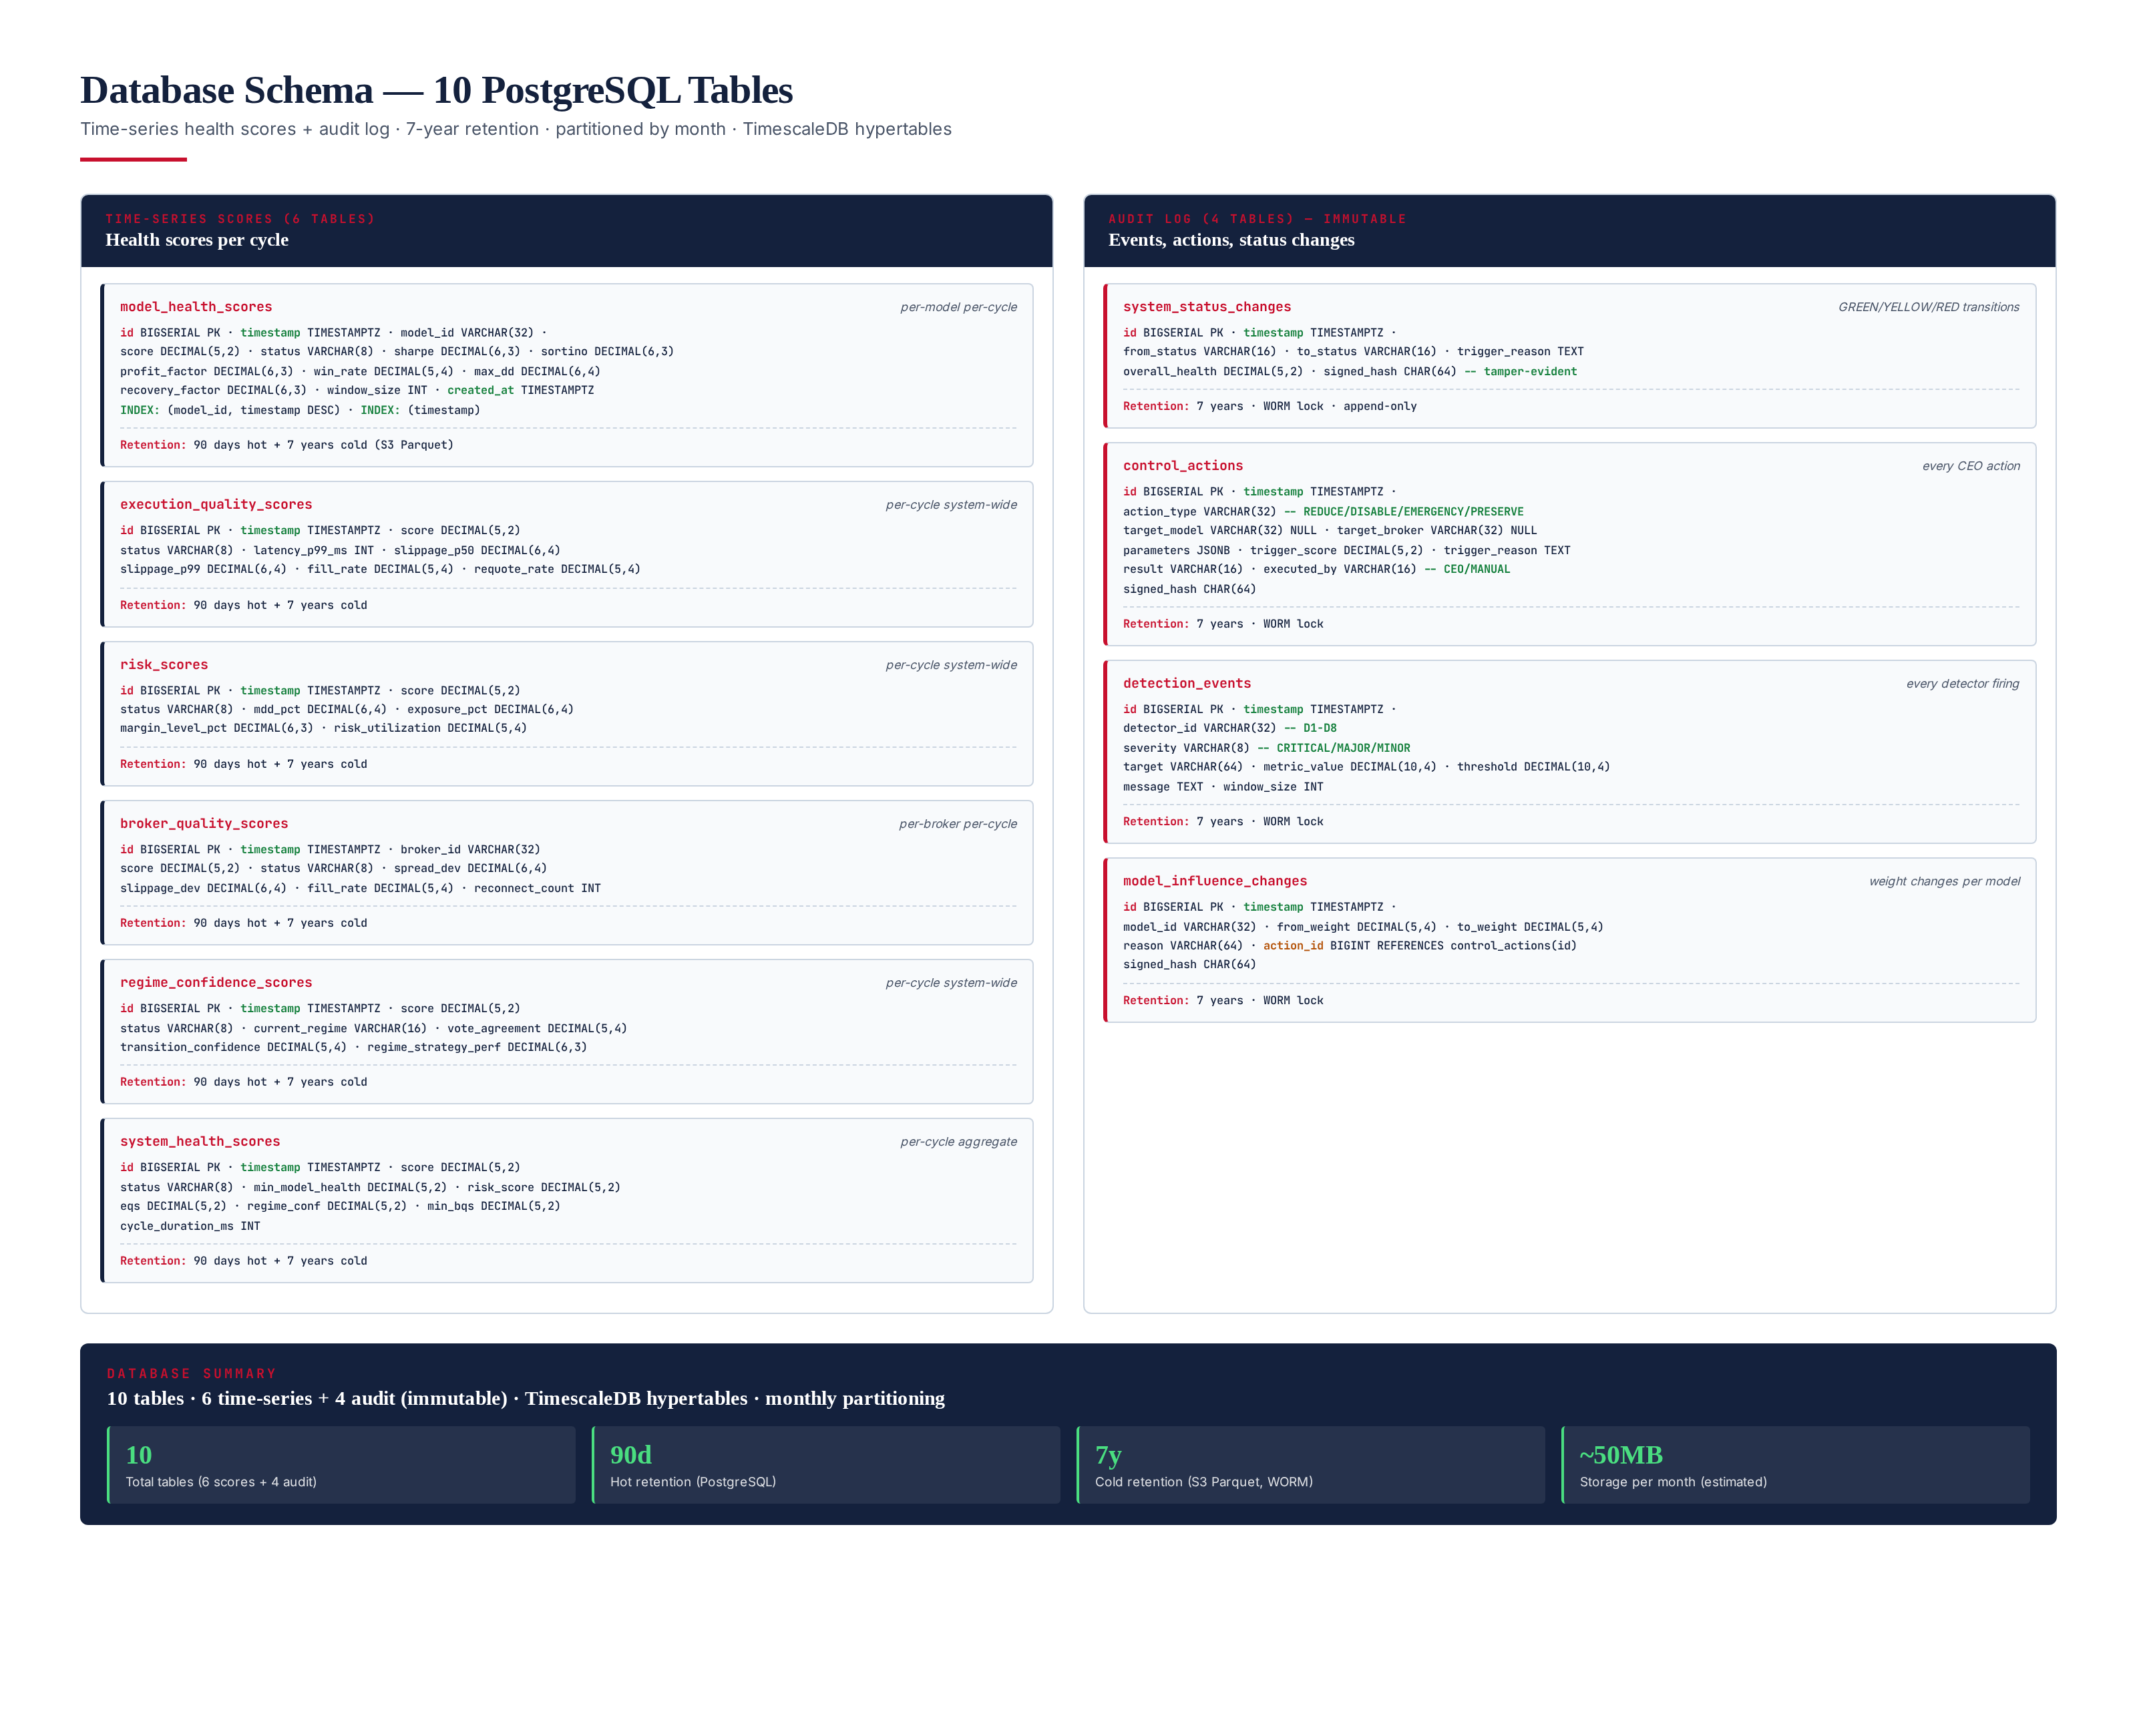 Database Schema — 10 PostgreSQL Tables
Time-series health scores + audit log · 7-year retention · partitioned by month · TimescaleDB hypertables
TIME-SERIES SCORES (6 TABLES)
Health scores per cycle
model_health_scores
per-model per-cycle
id BIGSERIAL PK · timestamp TIMESTAMPTZ · model_id VARCHAR(32) ·
score DECIMAL(5,2) · status VARCHAR(8) · sharpe DECIMAL(6,3) · sortino DECIMAL(6,3)
profit_factor DECIMAL(6,3) · win_rate DECIMAL(5,4) · max_dd DECIMAL(6,4)
recovery_factor DECIMAL(6,3) · window_size INT · created_at TIMESTAMPTZ
INDEX: (model_id, timestamp DESC) · INDEX: (timestamp)
Retention: 90 days hot + 7 years cold (S3 Parquet)
execution_quality_scores
per-cycle system-wide
id BIGSERIAL PK · timestamp TIMESTAMPTZ · score DECIMAL(5,2)
status VARCHAR(8) · latency_p99_ms INT · slippage_p50 DECIMAL(6,4)
slippage_p99 DECIMAL(6,4) · fill_rate DECIMAL(5,4) · requote_rate DECIMAL(5,4)
Retention: 90 days hot + 7 years cold
risk_scores
per-cycle system-wide
id BIGSERIAL PK · timestamp TIMESTAMPTZ · score DECIMAL(5,2)
status VARCHAR(8) · mdd_pct DECIMAL(6,4) · exposure_pct DECIMAL(6,4)
margin_level_pct DECIMAL(6,3) · risk_utilization DECIMAL(5,4)
Retention: 90 days hot + 7 years cold
broker_quality_scores
per-broker per-cycle
id BIGSERIAL PK · timestamp TIMESTAMPTZ · broker_id VARCHAR(32)
score DECIMAL(5,2) · status VARCHAR(8) · spread_dev DECIMAL(6,4)
slippage_dev DECIMAL(6,4) · fill_rate DECIMAL(5,4) · reconnect_count INT
Retention: 90 days hot + 7 years cold
regime_confidence_scores
per-cycle system-wide
id BIGSERIAL PK · timestamp TIMESTAMPTZ · score DECIMAL(5,2)
status VARCHAR(8) · current_regime VARCHAR(16) · vote_agreement DECIMAL(5,4)
transition_confidence DECIMAL(5,4) · regime_strategy_perf DECIMAL(6,3)
Retention: 90 days hot + 7 years cold
system_health_scores
per-cycle aggregate
id BIGSERIAL PK · timestamp TIMESTAMPTZ · score DECIMAL(5,2)
status VARCHAR(8) · min_model_health DECIMAL(5,2) · risk_score DECIMAL(5,2)
eqs DECIMAL(5,2) · regime_conf DECIMAL(5,2) · min_bqs DECIMAL(5,2)
cycle_duration_ms INT
Retention: 90 days hot + 7 years cold
AUDIT LOG (4 TABLES) — IMMUTABLE
Events, actions, status changes
system_status_changes
GREEN/YELLOW/RED transitions
id BIGSERIAL PK · timestamp TIMESTAMPTZ ·
from_status VARCHAR(16) · to_status VARCHAR(16) · trigger_reason TEXT
overall_health DECIMAL(5,2) · signed_hash CHAR(64) -- tamper-evident
Retention: 7 years · WORM lock · append-only
control_actions
every CEO action
id BIGSERIAL PK · timestamp TIMESTAMPTZ ·
action_type VARCHAR(32) -- REDUCE/DISABLE/EMERGENCY/PRESERVE
target_model VARCHAR(32) NULL · target_broker VARCHAR(32) NULL
parameters JSONB · trigger_score DECIMAL(5,2) · trigger_reason TEXT
result VARCHAR(16) · executed_by VARCHAR(16) -- CEO/MANUAL
signed_hash CHAR(64)
Retention: 7 years · WORM lock
detection_events
every detector firing
id BIGSERIAL PK · timestamp TIMESTAMPTZ ·
detector_id VARCHAR(32) -- D1-D8
severity VARCHAR(8) -- CRITICAL/MAJOR/MINOR
target VARCHAR(64) · metric_value DECIMAL(10,4) · threshold DECIMAL(10,4)
message TEXT · window_size INT
Retention: 7 years · WORM lock
model_influence_changes
weight changes per model
id BIGSERIAL PK · timestamp TIMESTAMPTZ ·
model_id VARCHAR(32) · from_weight DECIMAL(5,4) · to_weight DECIMAL(5,4)
reason VARCHAR(64) · action_id BIGINT REFERENCES control_actions(id)
signed_hash CHAR(64)
Retention: 7 years · WORM lock
DATABASE SUMMARY
10 tables · 6 time-series + 4 audit (immutable) · TimescaleDB hypertables · monthly partitioning
10
Total tables (6 scores + 4 audit)
90d
Hot retention (PostgreSQL)
7y
Cold retention (S3 Parquet, WORM)
~50MB
Storage per month (estimated)